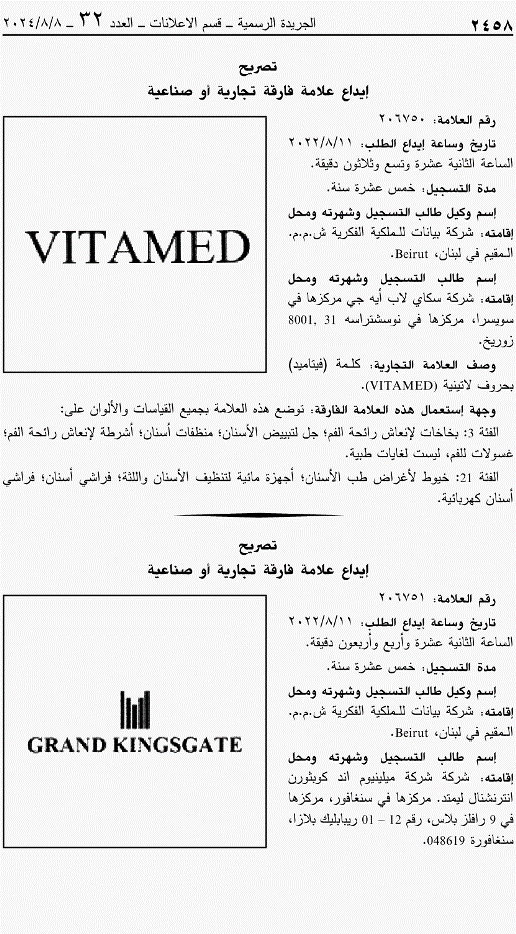 ٢٤٥٨ الجريدة الرسمية ــ قسم الاعلانات ــ العدد ٣٢ ــ ٢٠٢٤/٨/٨
تصريح
إيداع علامة فارقة تجارية أو صناعية
رقم العلامة: ٢٠٦٧٥٠
تاريخ وساعة إيداع الطلب: ٢٠٢٢/٨/١١
الساعة الثانية عشرة وتسع وثلاثون دقيقة.
مدة التسجيل: خمس عشرة سنة.
إسم وكيل طالب التسجيل وشهرته ومحل
إقامته: شركة بيانات للملكية الفكرية ش.م.م.
المقيم في لبنان، Beirut.
إسم طالب التسجيل وشهرته ومحل
إقامته: شركة سكاي لاب أيه جي مركزها في
سويسرا، مركزها في نوسشتراسه 31 ,8001
زوريخ.
وصف العلامة التجارية: كلمة (فيتاميد)
بحروف لاتينية (VITAMED).
VITAMED
وجهة إستعمال هذه العلامة الفارقة: توضع هذه العلامة بجميع القياسات والألوان على:
الفئة 3: بخاخات لإنعاش رائحة الفم؛ جل لتبييض الأسنان؛ منظفات أسنان؛ أشرطة لإنعاش رائحة الفم؛
غسولات للفم، ليست لغايات طبية.
الفئة 21: خيوط لأغراض طب الأسنان؛ أجهزة مائية لتنظيف الأسنان واللثة؛ فراشي أسنان؛ فراشي
أسنان كهربائية.
تصريح
إيداع علامة فارقة تجارية أو صناعية
رقم العلامة: ٢٠٦٧٥١
تاريخ وساعة إيداع الطلب: ٢٠٢٢/٨/١١
الساعة الثانية عشرة وأربع وأربعون دقيقة.
مدة التسجيل: خمس عشرة سنة.
إسم وكيل طالب التسجيل وشهرته ومحل
إقامته: شركة بيانات للملكية الفكرية ش.م.م.
المقيم في لبنان، Beirut.
إسم طالب التسجيل وشهرته ومحل
إقامته: شركة شركة ميلينيوم اند كوبثورن
انترنشنال ليمتد. مركزها في سنغافور، مركزها
في 9 رافلز بلاس، رقم 12 – 01 ريبابليك بلازا،
سنغافورة 048619.
GRAND KINGSGATE